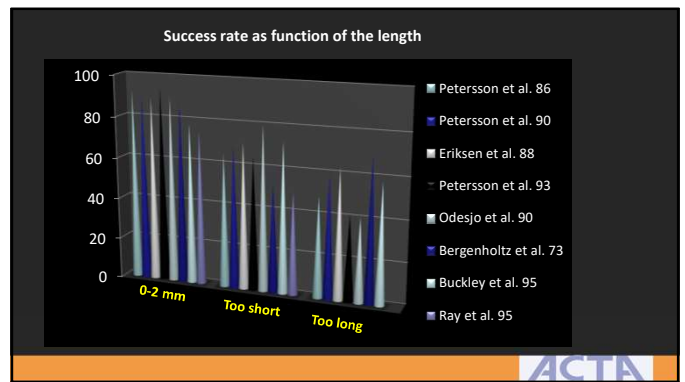 Success rate as function of the length
100
80
60
40
20
0
0-2 mm
Too short
Too long
Petersson et al. 86
Petersson et al. 90
Eriksen et al. 88
Petersson et al. 93
Odesjo et al. 90
Bergenholtz et al. 73
Buckley et al. 95
Ray et al. 95
ACTA